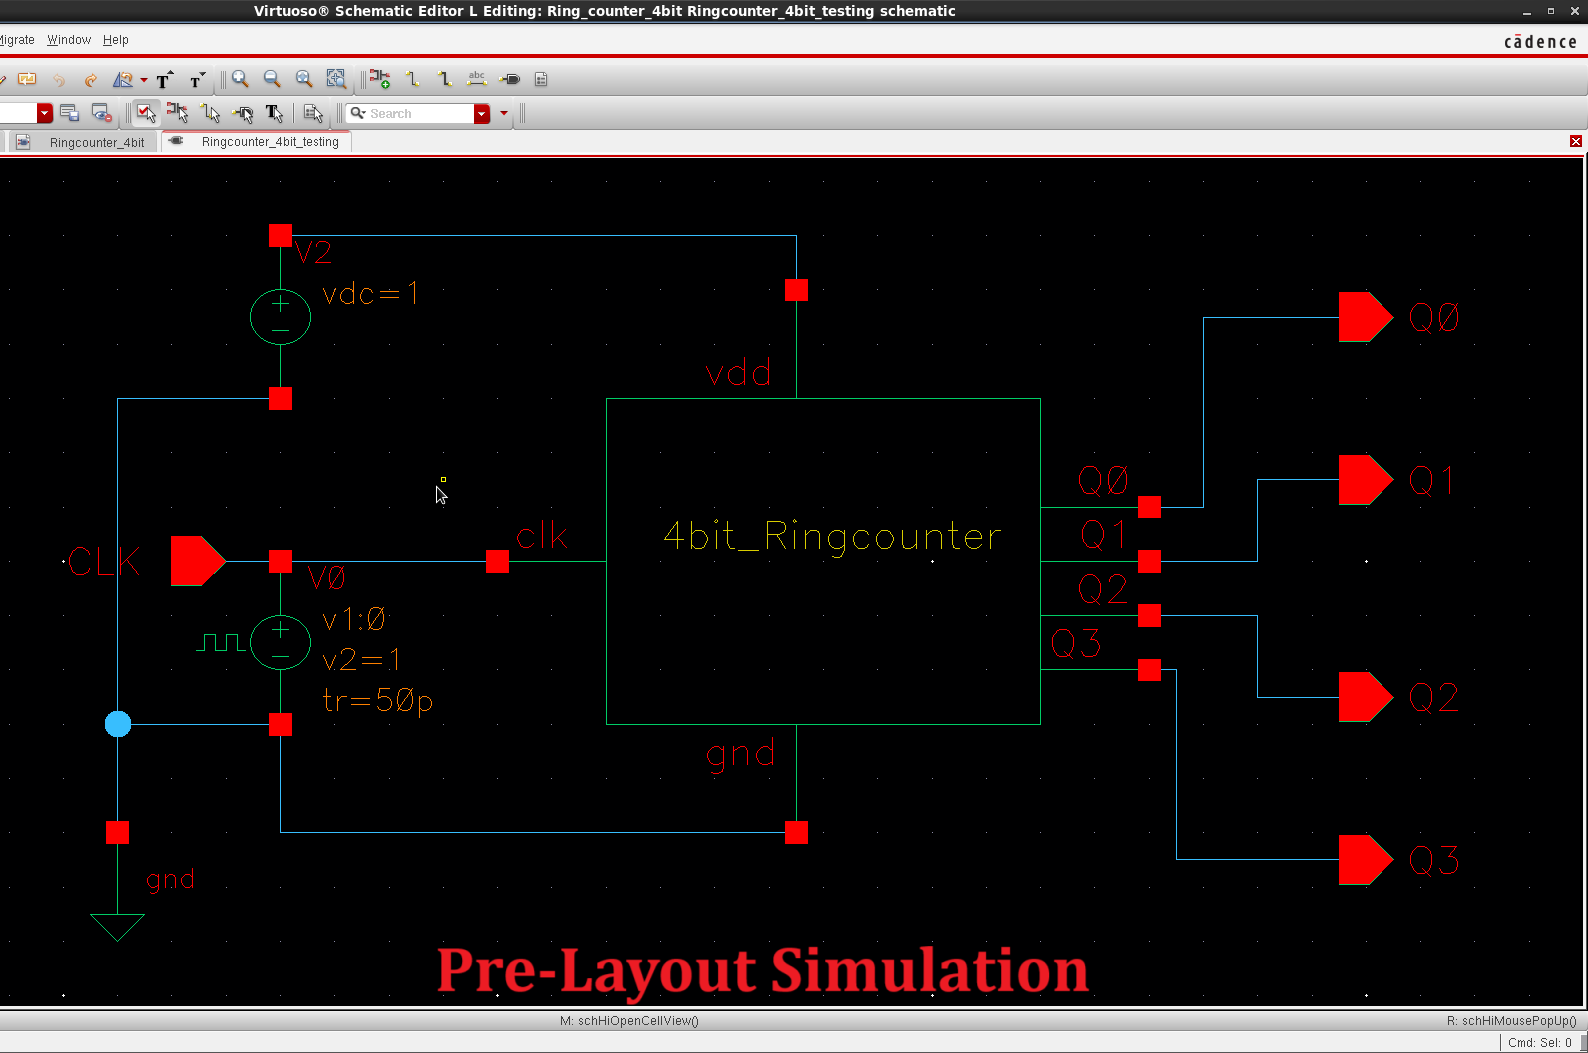 Virtuoso® Schematic Editor L Editing: Ring_counter_4bit Ringcounter_4bit_testing schematic
Migrate Window Help
cādence
abc
Search
Ringcounter_4bit Ringcounter_4bit_testing
V2
vdc=1
vdd
Q0
Q0
Q1
Q1
clk
4bit_Ringcounter
CLK
V0
Q2
v1:0
Q3
v2=1
tr=50p
Q2
gnd
Q3
gnd
Pre-Layout Simulation
M: schHiOpenCellView() R: schHiMousePopUp()
Cmd: Sel: 0